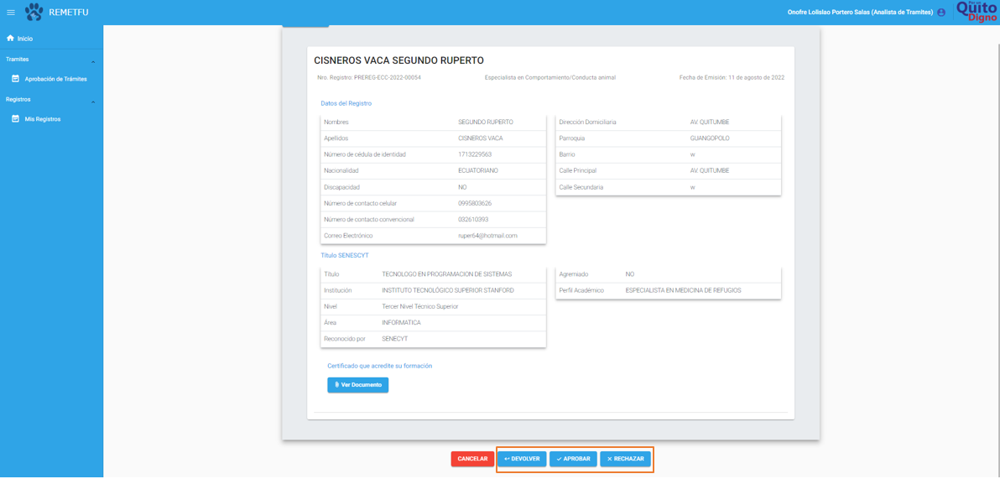 REMETFU
Onofre Lolislao Portero Salas (Analista de Tramites)
Por un
Quito
Digno
Inicio
Tramites
Aprobación de Trámites
Registros
Mis Registros
CISNEROS VACA SEGUNDO RUPERTO
Nro. Registro: PREREG-ECC-2022-00054 Especialista en Comportamiento/Conducta animal Fecha de Emisión: 11 de agosto de 2022
Datos del Registro
Nombres SEGUNDO RUPERTO
Apellidos CISNEROS VACA
Número de cédula de identidad 1713229563
Nacionalidad ECUATORIANO
Discapacidad NO
Número de contacto celular 0995803626
Número de contacto convencional 032610393
Correo Electrónico ruper64@hotmail.com
Dirección Domiciliaria AV. QUITUMBE
Parroquia GUANGOPOLO
Barrio w
Calle Principal AV. QUITUMBE
Calle Secundaria w
Título SENESCYT
Título TECNOLOGO EN PROGRAMACION DE SISTEMAS
Institución INSTITUTO TECNOLÓGICO SUPERIOR STANFORD
Nivel Tercer Nivel Técnico Superior
Área INFORMATICA
Reconocido por SENECYT
Agremiado NO
Perfil Académico ESPECIALISTA EN MEDICINA DE REFUGIOS
Certificado que acredite su formación
Ver Documento
CANCELAR DEVOLVER APROBAR RECHAZAR